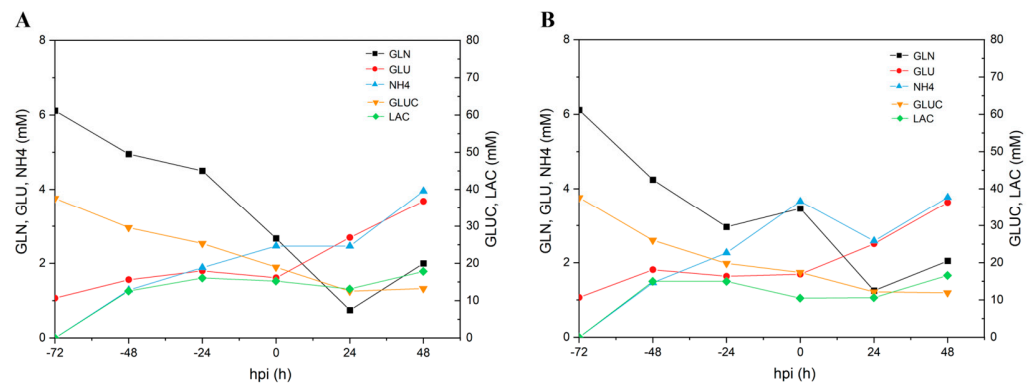 A
GLN, GLU, NH4 (mM)
8
6
4
2
0
-72
-48
-24
0
24
48
hpi (h)
80
70
60
50
40
30
20
10
0
GLUC, LAC (mM)
GLN
GLU
NH4
GLUC
LAC
B
GLN, GLU, NH4 (mM)
8
6
4
2
0
-72
-48
-24
0
24
48
hpi (h)
80
70
60
50
40
30
20
10
0
GLUC, LAC (mM)
GLN
GLU
NH4
GLUC
LAC